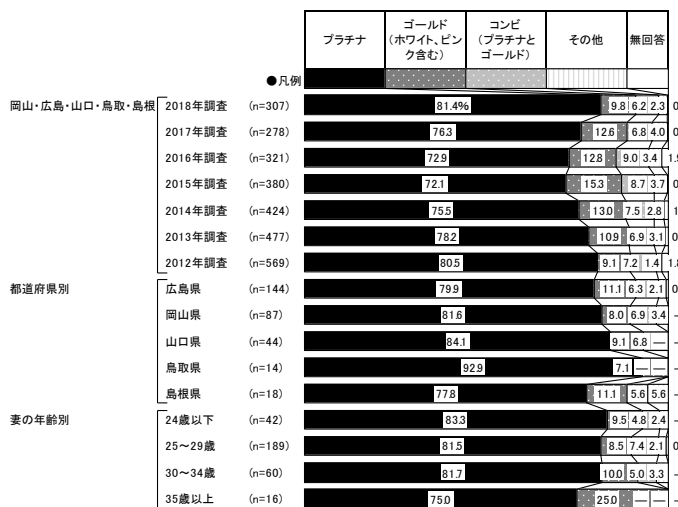 プラチナ ゴールド（ホワイト、ピンク含む） コンビ（プラチナとゴールド） その他 無回答
●凡例
岡山・広島・山口・鳥取・島根 2018年調査 (n=307) 81.4% 9.8 6.2 2.3
2017年調査 (n=278) 76.3 12.6 6.8 4.0
2016年調査 (n=321) 72.9 12.8 9.0 3.4
2015年調査 (n=380) 72.1 15.3 8.7 3.7
2014年調査 (n=424) 75.5 13.0 7.5 2.8
2013年調査 (n=477) 78.2 10.9 6.9 3.1
2012年調査 (n=569) 80.5 9.1 7.2 1.4 1.8
都道府県別 広島県 (n=144) 79.9 11.1 6.3 2.1
岡山県 (n=87) 81.6 8.0 6.9 3.4 —
山口県 (n=44) 84.1 9.1 6.8 — —
鳥取県 (n=14) 92.9 7.1 — — —
島根県 (n=18) 77.8 11.1 5.6 5.6 —
妻の年齢別 24歳以下 (n=42) 83.3 9.5 4.8 2.4 —
25～29歳 (n=189) 81.5 8.5 7.4 2.1
30～34歳 (n=60) 81.7 10.0 5.0 3.3 —
35歳以上 (n=16) 75.0 25.0 — — —